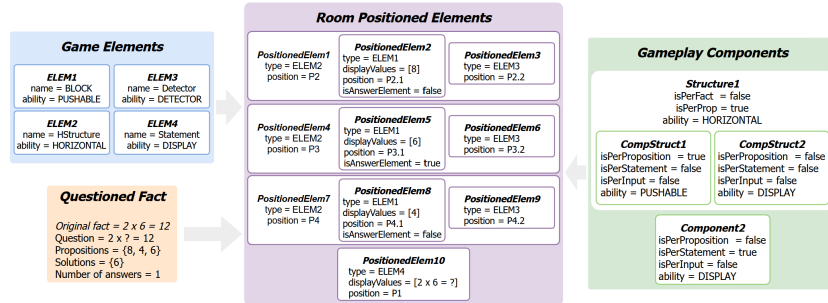 Game Elements
ELEM1
name = BLOCK
ability = PUSHABLE
ELEM3
name = Detector
ability = DETECTOR
ELEM2
name = HStructure
ability = HORIZONTAL
ELEM4
name = Statement
ability = DISPLAY
Questioned Fact
Original fact = 2 x 6 = 12
Question = 2 x ? = 12
Propositions = {8, 4, 6}
Solutions = {6}
Number of answers = 1
Room Positioned Elements
PositionedElem1
type = ELEM2
position = P2
PositionedElem2
type = ELEM1
displayValues = [8]
position = P2.1
isAnswerElement = false
PositionedElem3
type = ELEM3
position = P2.2
PositionedElem4
type = ELEM2
position = P3
PositionedElem5
type = ELEM1
displayValues = [6]
position = P3.1
isAnswerElement = true
PositionedElem6
type = ELEM3
position = P3.2
PositionedElem7
type = ELEM2
position = P4
PositionedElem8
type = ELEM1
displayValues = [4]
position = P4.1
isAnswerElement = false
PositionedElem9
type = ELEM3
position = P4.2
PositionedElem10
type = ELEM4
displayValues = [2 x 6 = ?]
position = P1
Gameplay Components
Structure1
isPerFact = false
isPerProp = true
ability = HORIZONTAL
CompStruct1
isPerProposition = true
isPerStatement = false
isPerInput = false
ability = PUSHABLE
CompStruct2
isPerProposition = false
isPerStatement = false
isPerInput = false
ability = DISPLAY
Component2
isPerProposition = false
isPerStatement = true
isPerInput = false
ability = DISPLAY